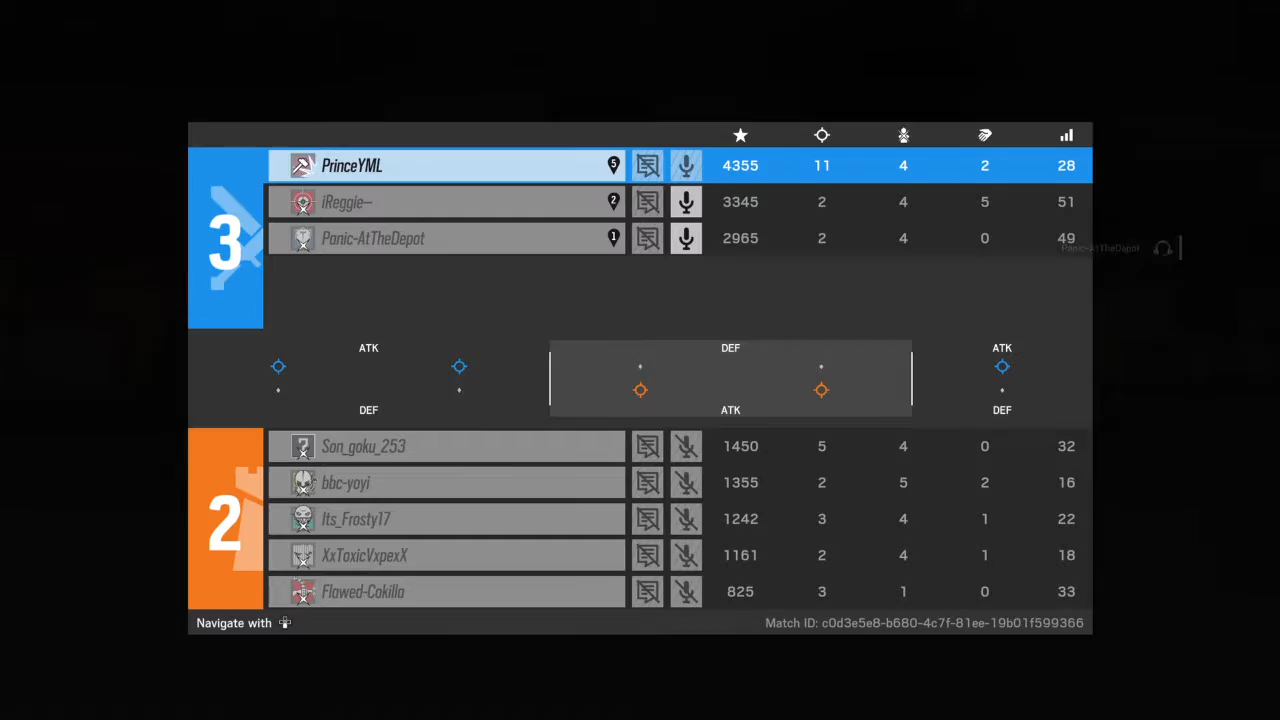 3
PrinceYML 5 4355 11 4 2 28
iReggie— 2 3345 2 4 5 51
Panic-AtTheDepot 1 2965 2 4 0 49
Panic-AtTheDepot
ATK DEF ATK
DEF ATK DEF
2
Son_goku_253 1450 5 4 0 32
bbc-yoyi 1355 2 5 2 16
Its_Frosty17 1242 3 4 1 22
XxToxicVxpexX 1161 2 4 1 18
Flawed-Cokilla 825 3 1 0 33
Navigate with Match ID: c0d3e5e8-b680-4c7f-81ee-19b01f599366